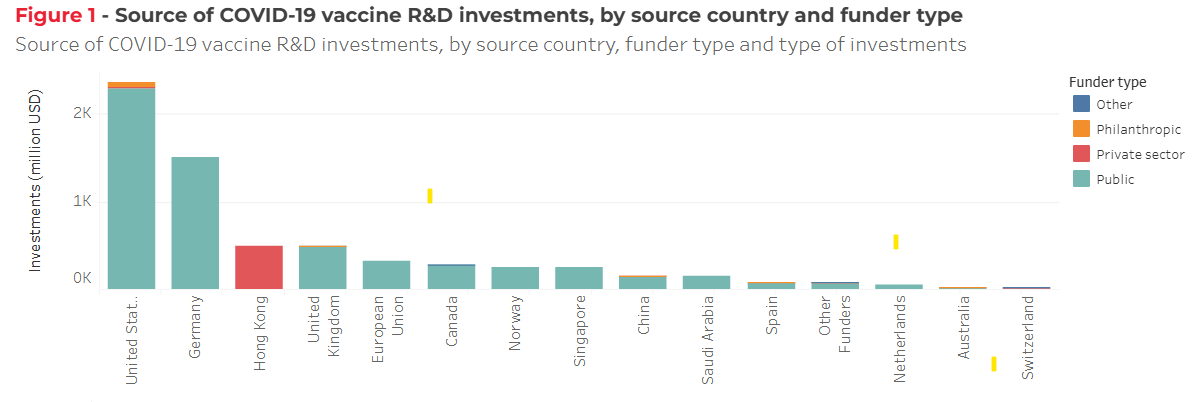 Figure 1 - Source of COVID-19 vaccine R&D investments, by source country and funder type
Source of COVID-19 vaccine R&D investments, by source country, funder type and type of investments
Investments (million USD)
2K
1K
0K
United Stat..
Germany
Hong Kong
United
Kingdom
European
Union
Canada
Norway
Singapore
China
Saudi Arabia
Spain
Other
Funders
Netherlands
Australia
Switzerland
Funder type
Other
Philanthropic
Private sector
Public